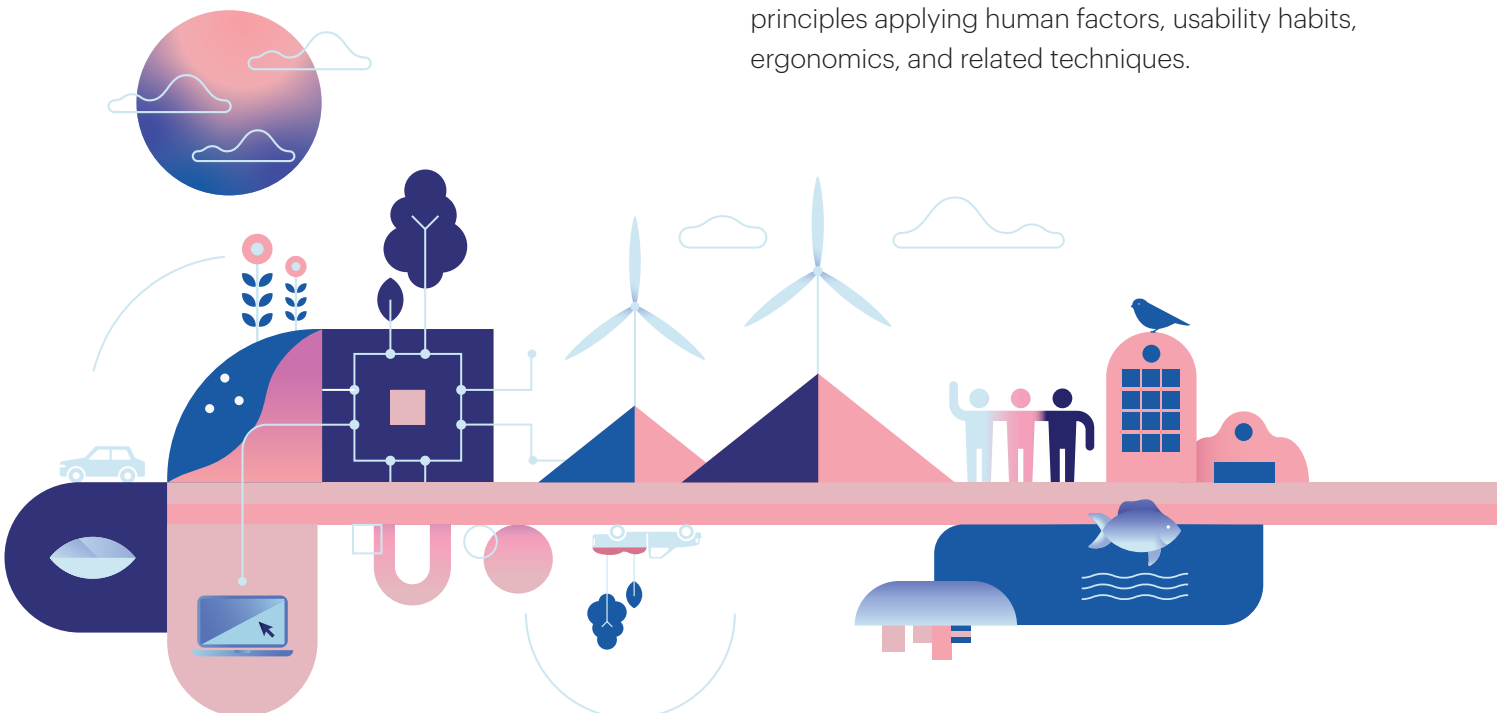 principles applying human factors, usability habits,
ergonomics, and related techniques.